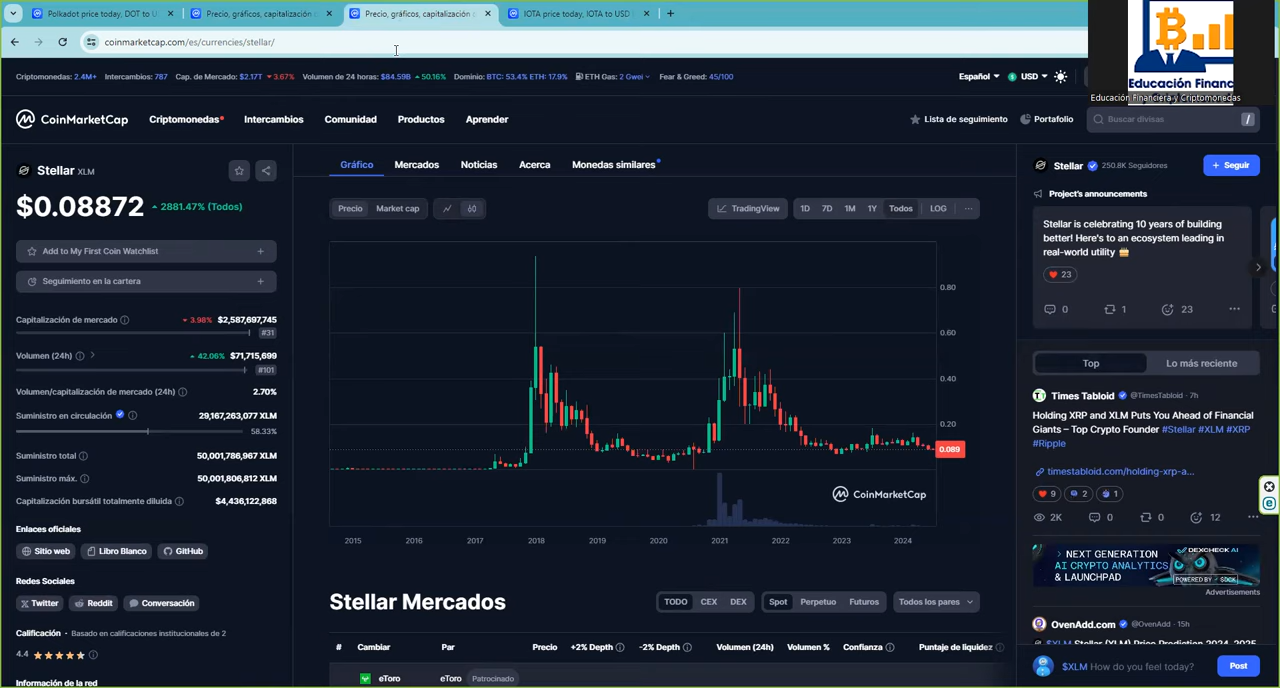 Polkadot price today, DOT to U
Precio, gráficos, capitalización
Precio, gráficos, capitalización
IOTA price today, IOTA to USD
coinmarketcap.com/es/currencies/stellar/
Educación Financ
Educación Financiera y Criptomonedas
Criptomonedas: 2.4M+ Intercambios: 787 Cap. de Mercado: $2.17T 3.67% Volumen de 24 horas: $84.59B 50.16% Dominio: BTC: 53.4% ETH: 17.9% ETH Gas: 2 Gwei Fear & Greed: 45/100
Español USD
CoinMarketCap Criptomonedas Intercambios Comunidad Productos Aprender
Lista de seguimiento Portafolio Buscar divisas /
Stellar XLM
$0.08872 2881.47% (Todos)
Add to My First Coin Watchlist +
Seguimiento en la cartera +
Capitalización de mercado 3.98% $2,587,697,745
#31
Volumen (24h) 42.06% $71,715,699
#101
Volumen/capitalización de mercado (24h) 2.70%
Suministro en circulación 29,167,263,077 XLM
58.33%
Suministro total 50,001,786,967 XLM
Suministro máx. 50,001,806,812 XLM
Capitalización bursátil totalmente diluida $4,436,122,868
Enlaces oficiales
Sitio web Libro Blanco GitHub
Redes Sociales
Twitter Reddit Conversación
Calificación · Basado en calificaciones institucionales de 2
4.4
Información de la red
Gráfico Mercados Noticias Acerca Monedas similares
Precio Market cap
TradingView 1D 7D 1M 1Y Todos LOG ...
0.80
0.60
0.40
0.20
0.089
CoinMarketCap
2015 2016 2017 2018 2019 2020 2021 2022 2023 2024
Stellar Mercados
TODO CEX DEX Spot Perpetuo Futuros Todos los pares
# Cambiar Par Precio +2% Depth -2% Depth Volumen (24h) Volumen % Confianza Puntaje de liquidez
eToro eToro Patrocinado
Stellar 250.8K Seguidores + Seguir
Project's announcements
Stellar is celebrating 10 years of building
better! Here's to an ecosystem leading in
real-world utility
23
0 1 23
Top Lo más reciente
Times Tabloid @TimesTabloid · 7h
Holding XRP and XLM Puts You Ahead of Financial
Giants – Top Crypto Founder #Stellar #XLM #XRP
#Ripple
timestabloid.com/holding-xrp-a...
9 2 1
2K 0 0 12
NEXT GENERATION
AI CRYPTO ANALYTICS
& LAUNCHPAD
DEXCHECK AI
POWERED BY $DCK
Advertisements
OvenAdd.com @OvenAdd · 15h
$XLM Stellar (XLM) Price Prediction 2024, 2025
$XLM How do you feel today? Post